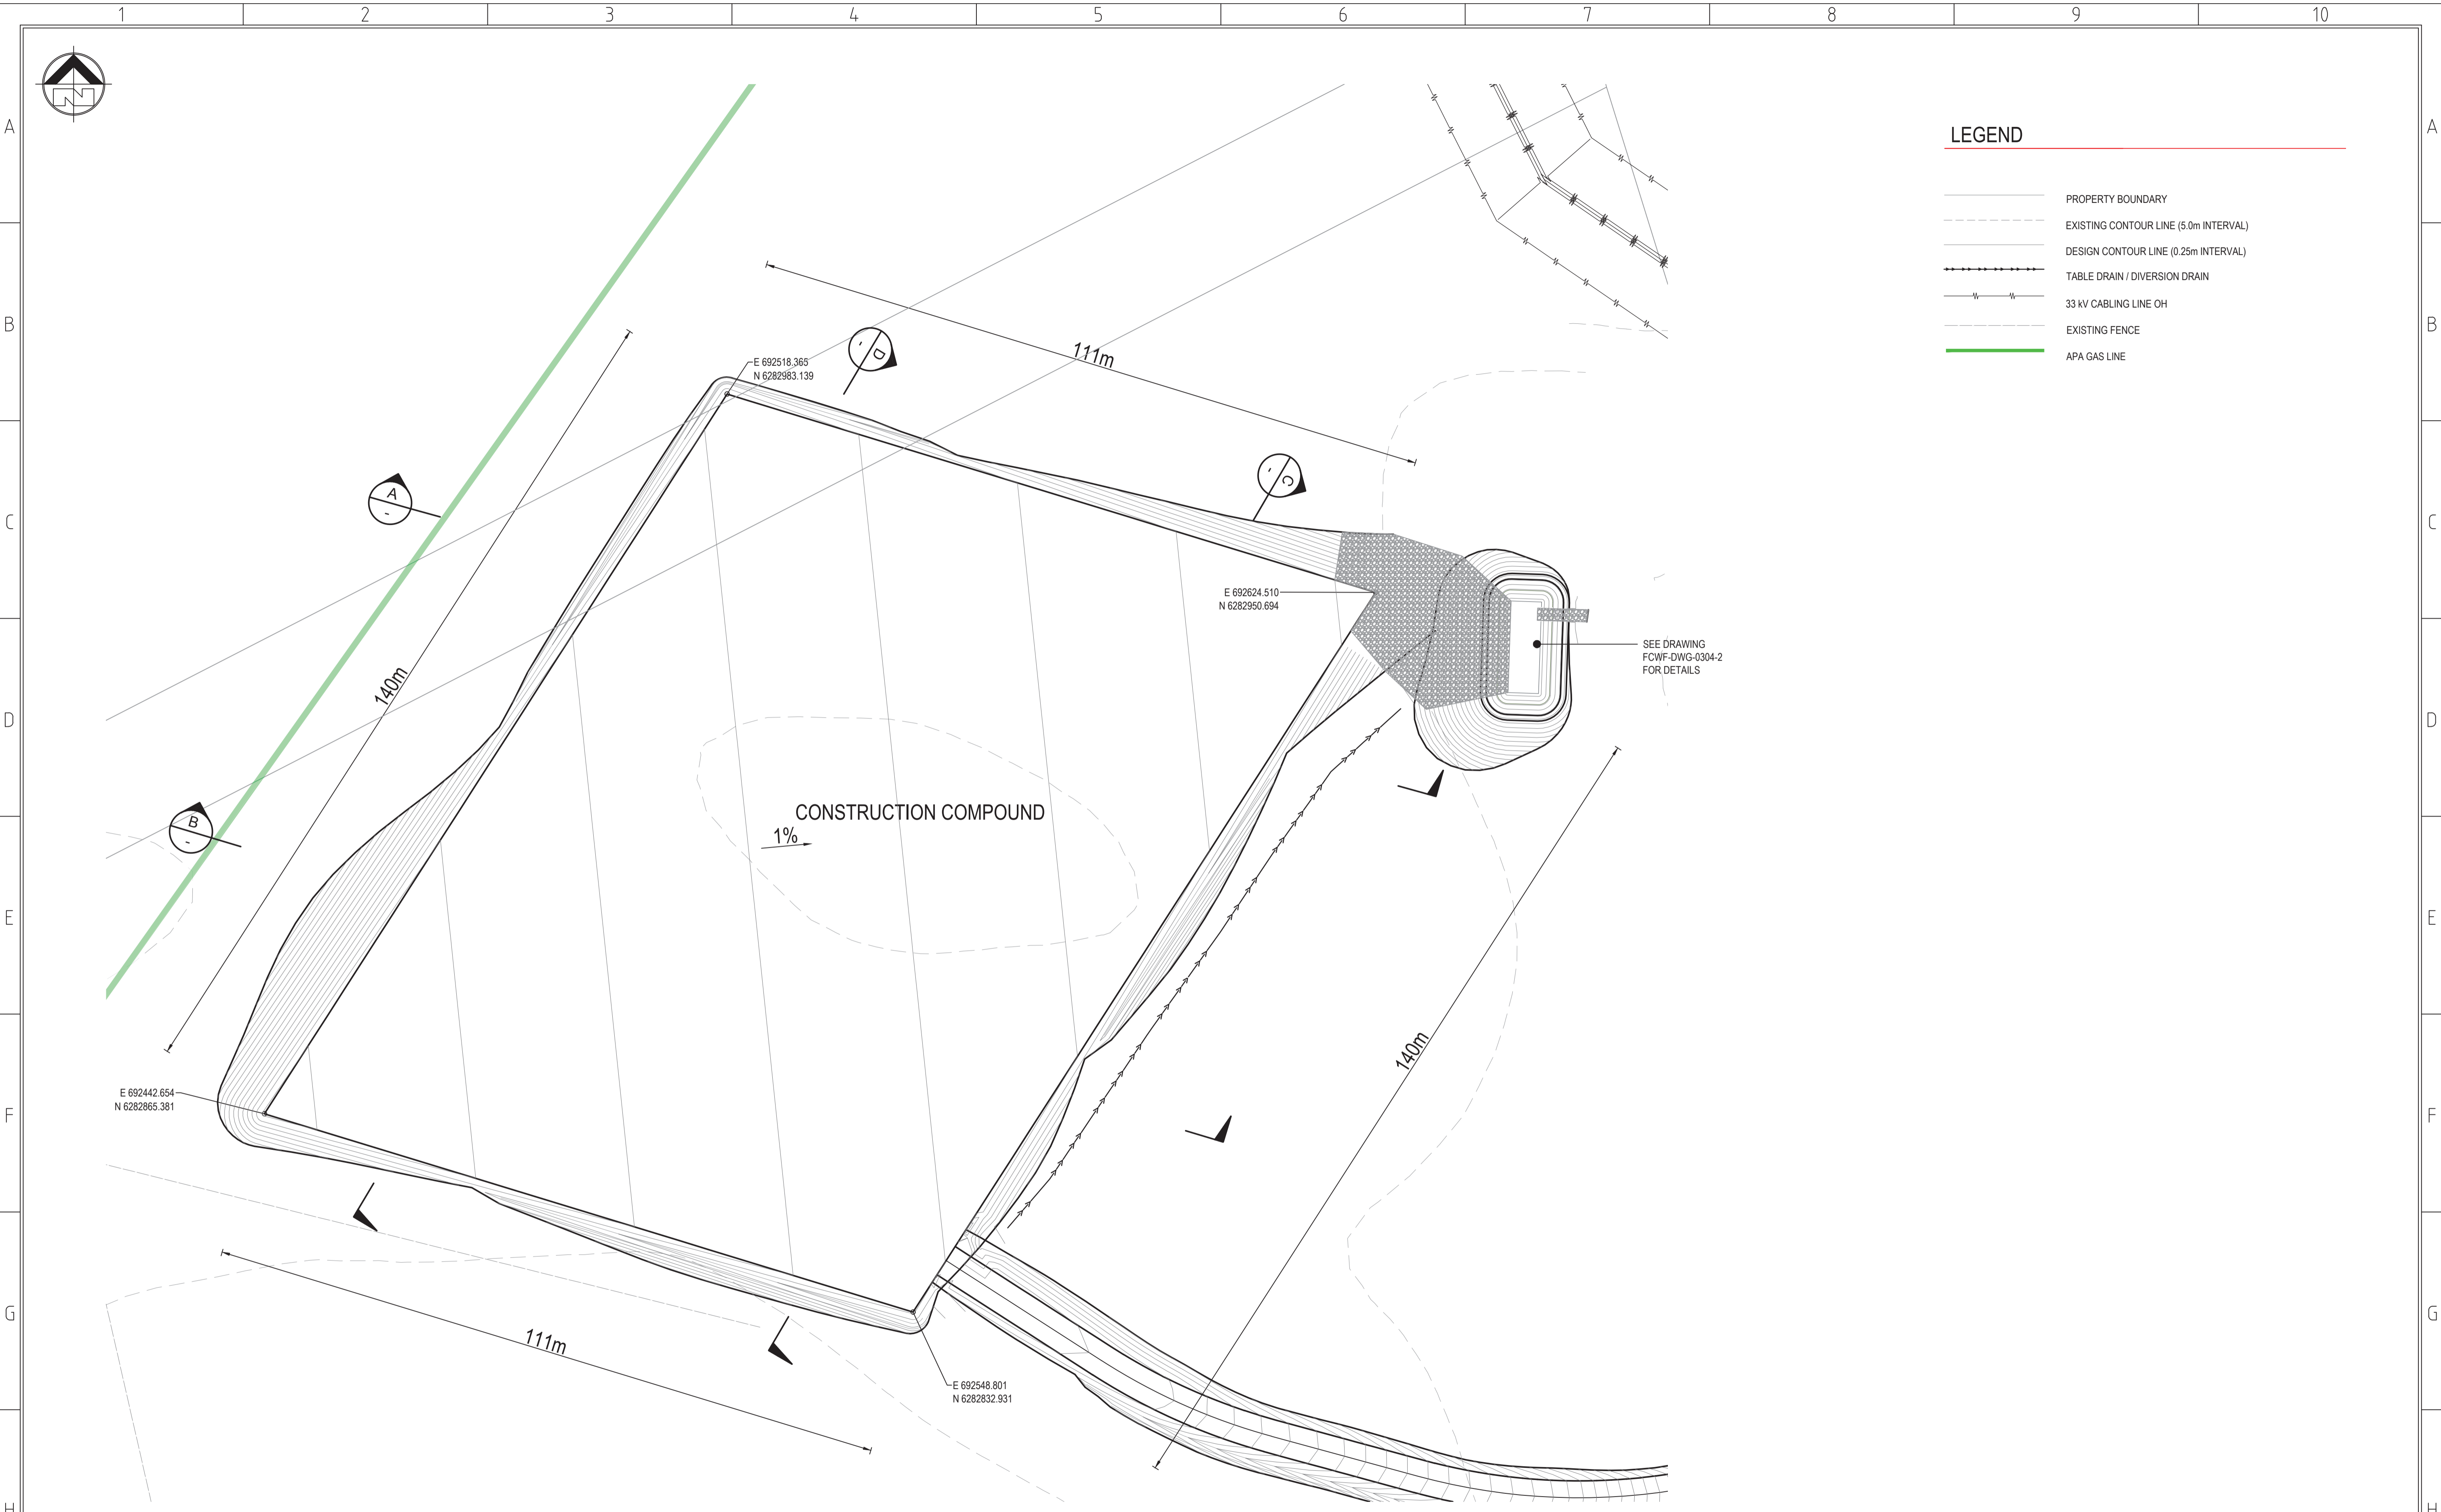 1 2 3 4 5 6 7 8 9 10
A A
LEGEND
PROPERTY BOUNDARY
EXISTING CONTOUR LINE (5.0m INTERVAL)
DESIGN CONTOUR LINE (0.25m INTERVAL)
TABLE DRAIN / DIVERSION DRAIN
33 kV CABLING LINE OH
EXISTING FENCE
APA GAS LINE
B B
111m
D
-
E 692518.365
N 6282983.139
C
-
A
-
C C
E 692624.510
N 6282950.694
SEE DRAWING
FCWF-DWG-0304-2
FOR DETAILS
140m
D D
CONSTRUCTION COMPOUND
1%
B
-
E E
140m
E 692442.654
N 6282865.381
F F
G G
111m
E 692548.801
N 6282832.931
H H
N